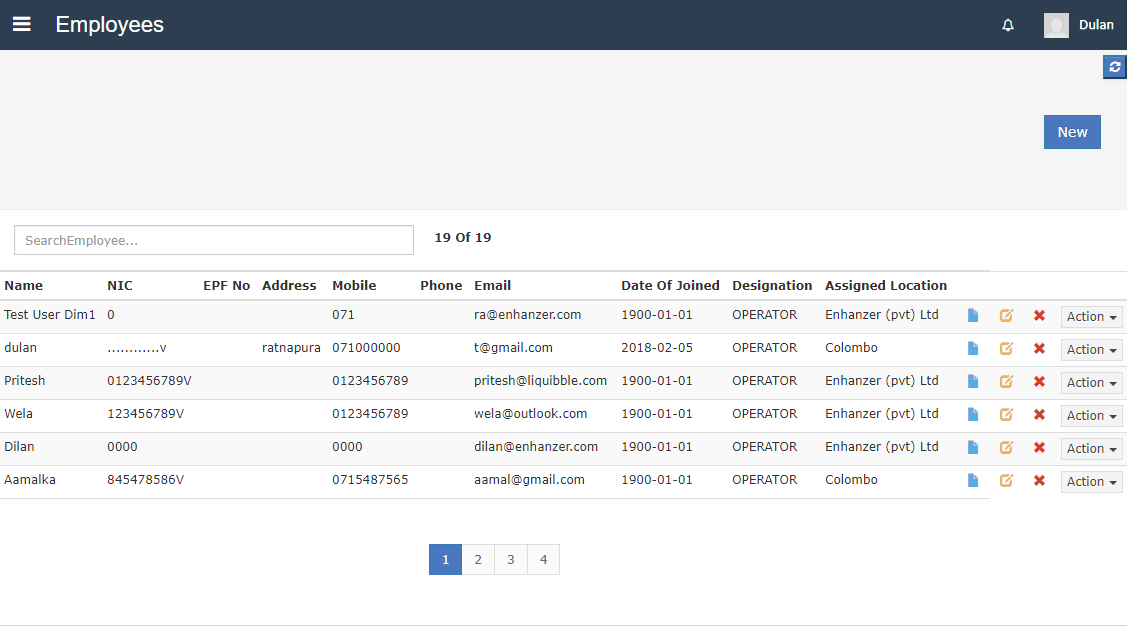 Employees
Dulan
New
SearchEmployee...
19 Of 19
Name NIC EPF No Address Mobile Phone Email Date Of Joined Designation Assigned Location
Test User Dim1 0 071 ra@enhanzer.com 1900-01-01 OPERATOR Enhanzer (pvt) Ltd Action
dulan ............v ratnapura 071000000 t@gmail.com 2018-02-05 OPERATOR Colombo Action
Pritesh 0123456789V 0123456789 pritesh@liquibble.com 1900-01-01 OPERATOR Enhanzer (pvt) Ltd Action
Wela 123456789V 0123456789 wela@outlook.com 1900-01-01 OPERATOR Enhanzer (pvt) Ltd Action
Dilan 0000 0000 dilan@enhanzer.com 1900-01-01 OPERATOR Enhanzer (pvt) Ltd Action
Aamalka 845478586V 0715487565 aamal@gmail.com 1900-01-01 OPERATOR Colombo Action
1 2 3 4